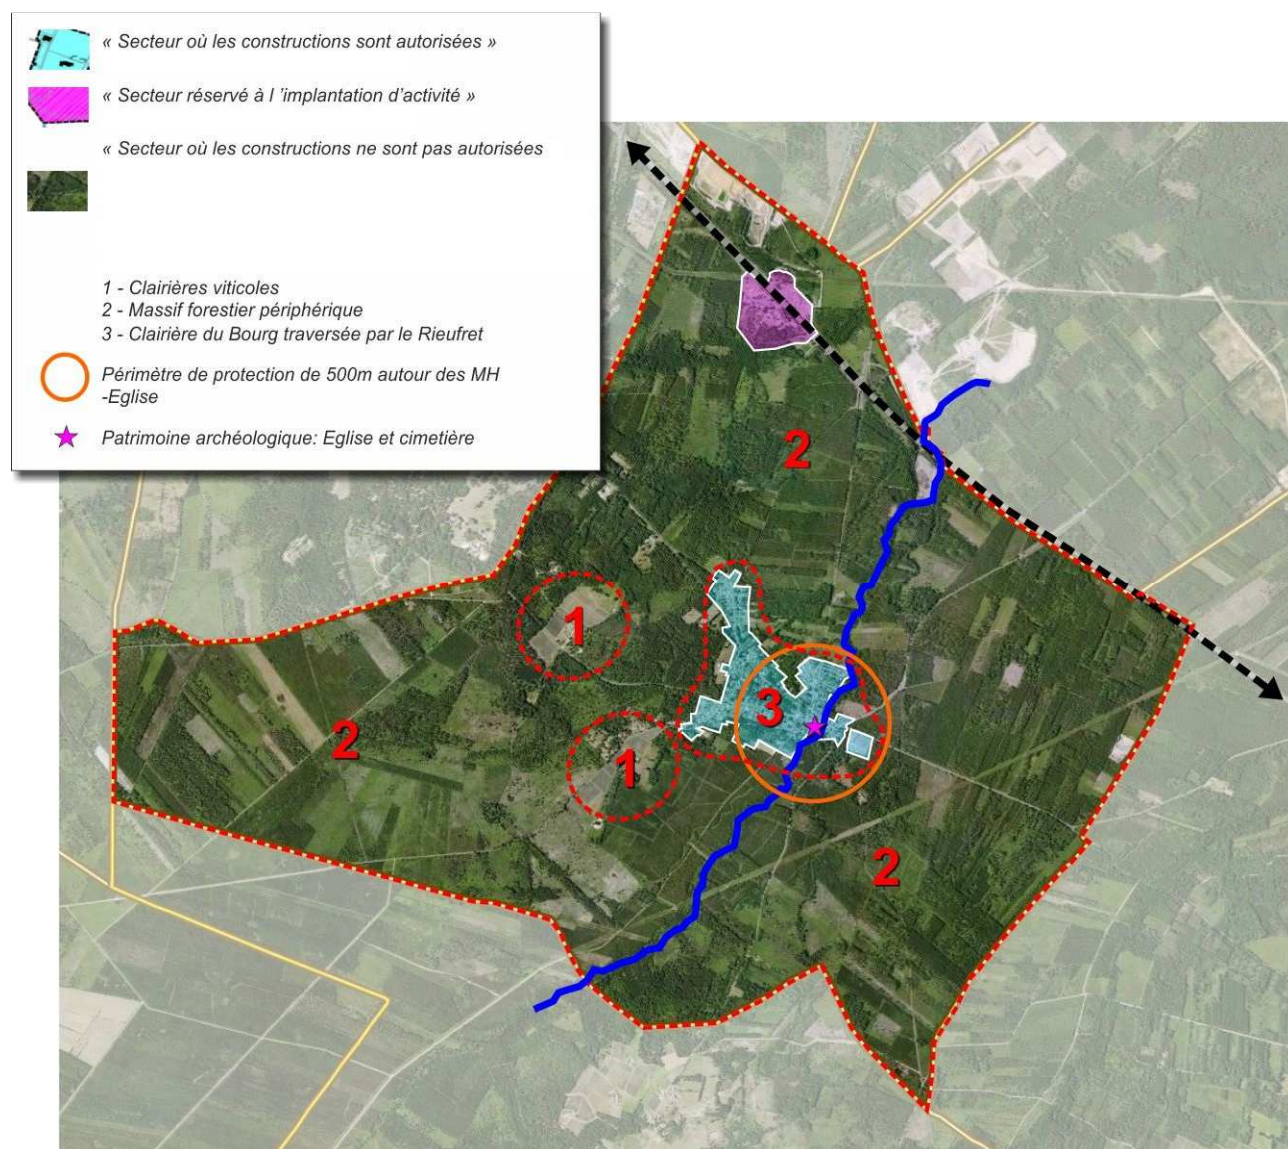 « Secteur où les constructions sont autorisées »
« Secteur réservé à l 'implantation d'activité »
« Secteur où les constructions ne sont pas autorisées
1 - Clairières viticoles
2 - Massif forestier périphérique
3 - Clairière du Bourg traversée par le Rieufret
Périmètre de protection de 500m autour des MH
-Eglise
Patrimoine archéologique: Eglise et cimetière
2
1
3
2
1
2